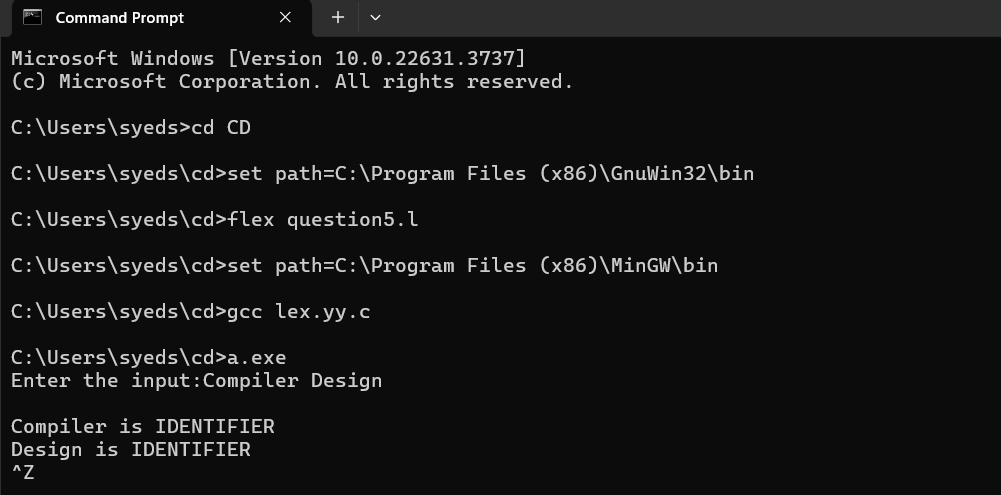 Command Prompt
Microsoft Windows [Version 10.0.22631.3737]
(c) Microsoft Corporation. All rights reserved.
C:\Users\syeds>cd CD
C:\Users\syeds\cd>set path=C:\Program Files (x86)\GnuWin32\bin
C:\Users\syeds\cd>flex question5.l
C:\Users\syeds\cd>set path=C:\Program Files (x86)\MinGW\bin
C:\Users\syeds\cd>gcc lex.yy.c
C:\Users\syeds\cd>a.exe
Enter the input:Compiler Design
Compiler is IDENTIFIER
Design is IDENTIFIER
^Z